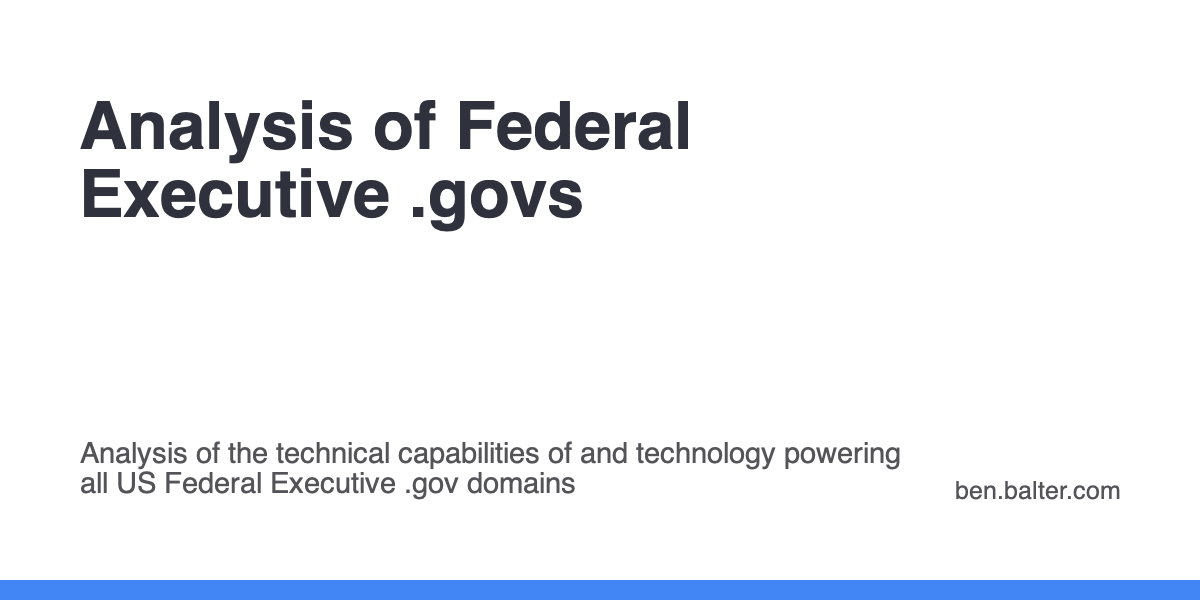 Analysis of Federal
Executive .govs
Analysis of the technical capabilities of and technology powering
all US Federal Executive .gov domains
ben.balter.com